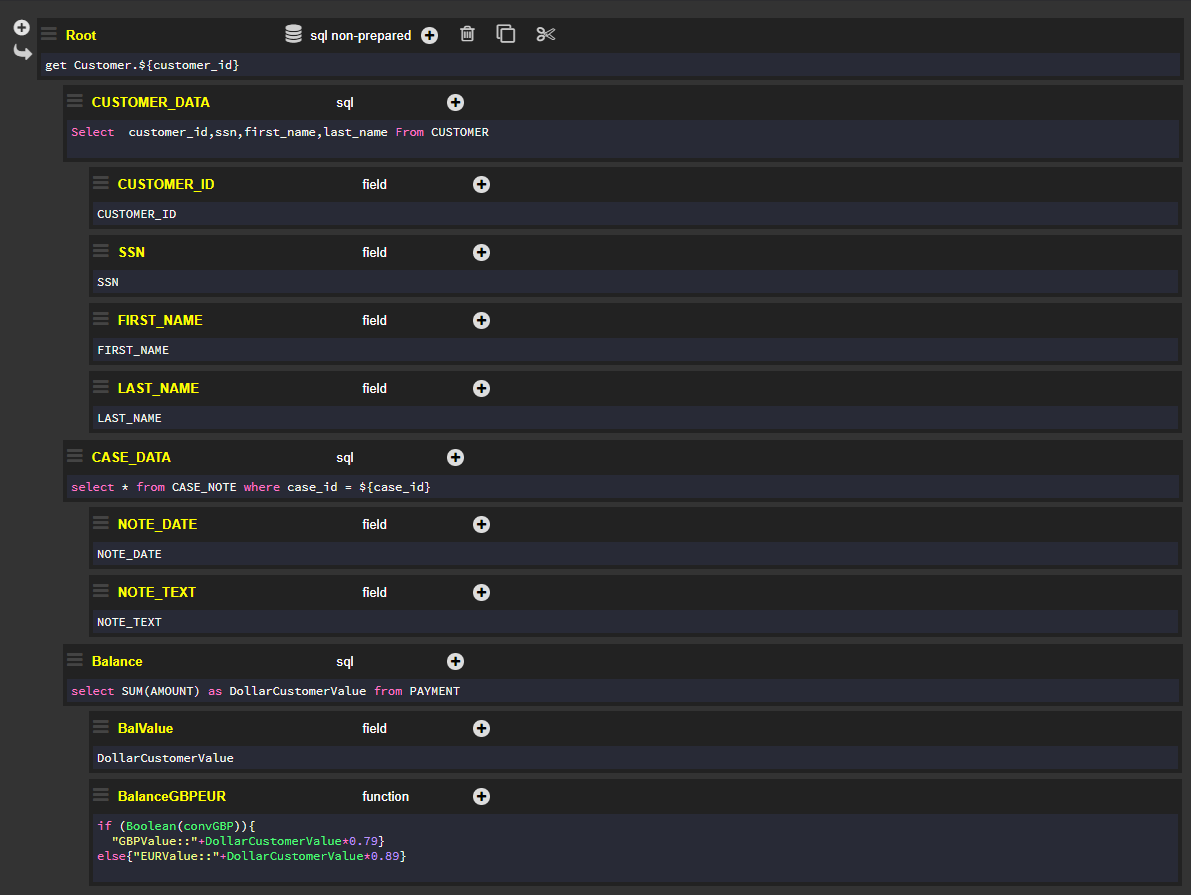 Root sql non-prepared
get Customer.${customer_id}
CUSTOMER_DATA sql
Select  customer_id,ssn,first_name,last_name From CUSTOMER
CUSTOMER_ID field
CUSTOMER_ID
SSN field
SSN
FIRST_NAME field
FIRST_NAME
LAST_NAME field
LAST_NAME
CASE_DATA sql
select * from CASE_NOTE where case_id = ${case_id}
NOTE_DATE field
NOTE_DATE
NOTE_TEXT field
NOTE_TEXT
Balance sql
select SUM(AMOUNT) as DollarCustomerValue from PAYMENT
BalValue field
DollarCustomerValue
BalanceGBPEUR function
if (Boolean(convGBP)){
"GBPValue::"+DollarCustomerValue*0.79}
else{"EURValue::"+DollarCustomerValue*0.89}